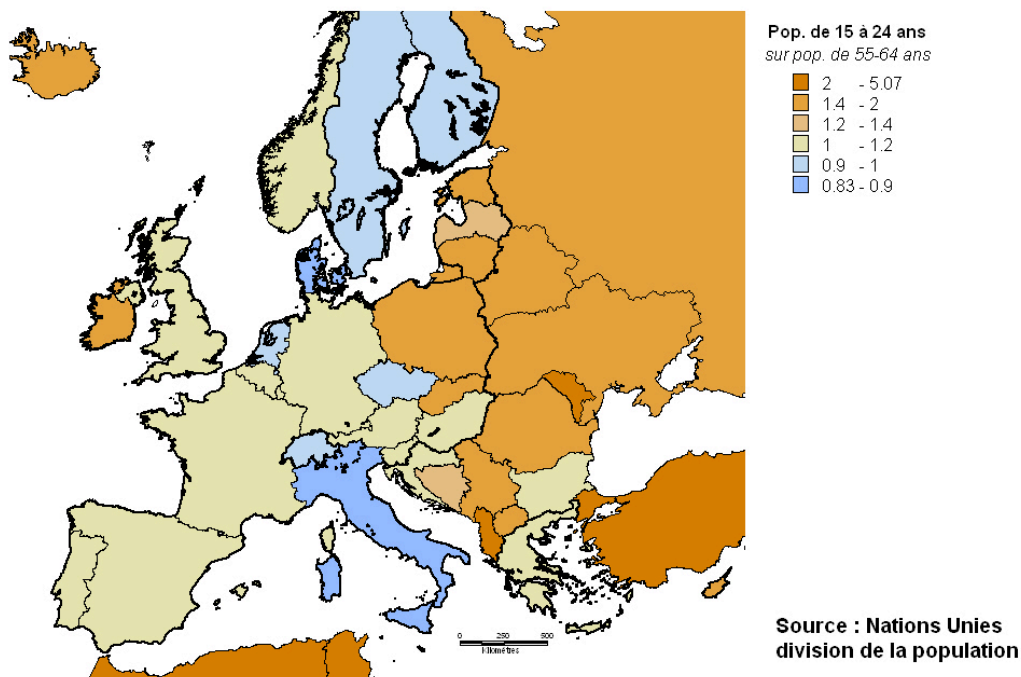 Pop. de 15 à 24 ans
sur pop. de 55-64 ans
2 - 5.07
1.4 - 2
1.2 - 1.4
1 - 1.2
0.9 - 1
0.83 - 0.9
0 250 500
Kilomètres
Source : Nations Unies
division de la population